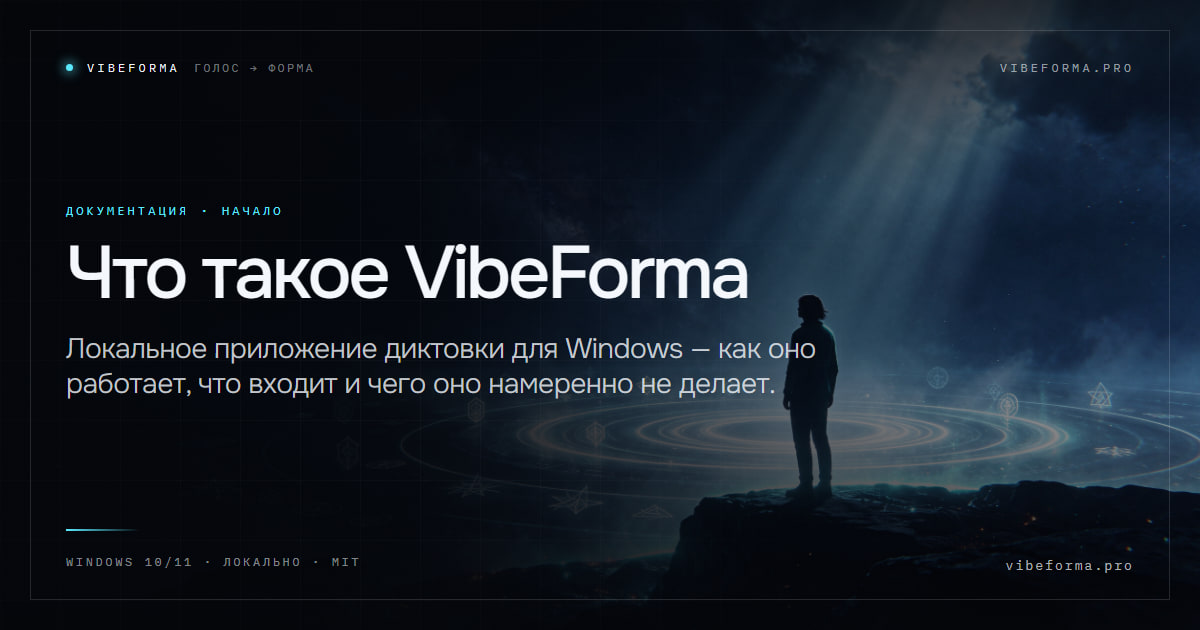 VIBEFORMA ГОЛОС → ФОРМА
VIBEFORMA.PRO
ДОКУМЕНТАЦИЯ · НАЧАЛО
Что такое VibeForma
Локальное приложение диктовки для Windows — как оно
работает, что входит и чего оно намеренно не делает.
WINDOWS 10/11 · ЛОКАЛЬНО · MIT
vibeforma.pro